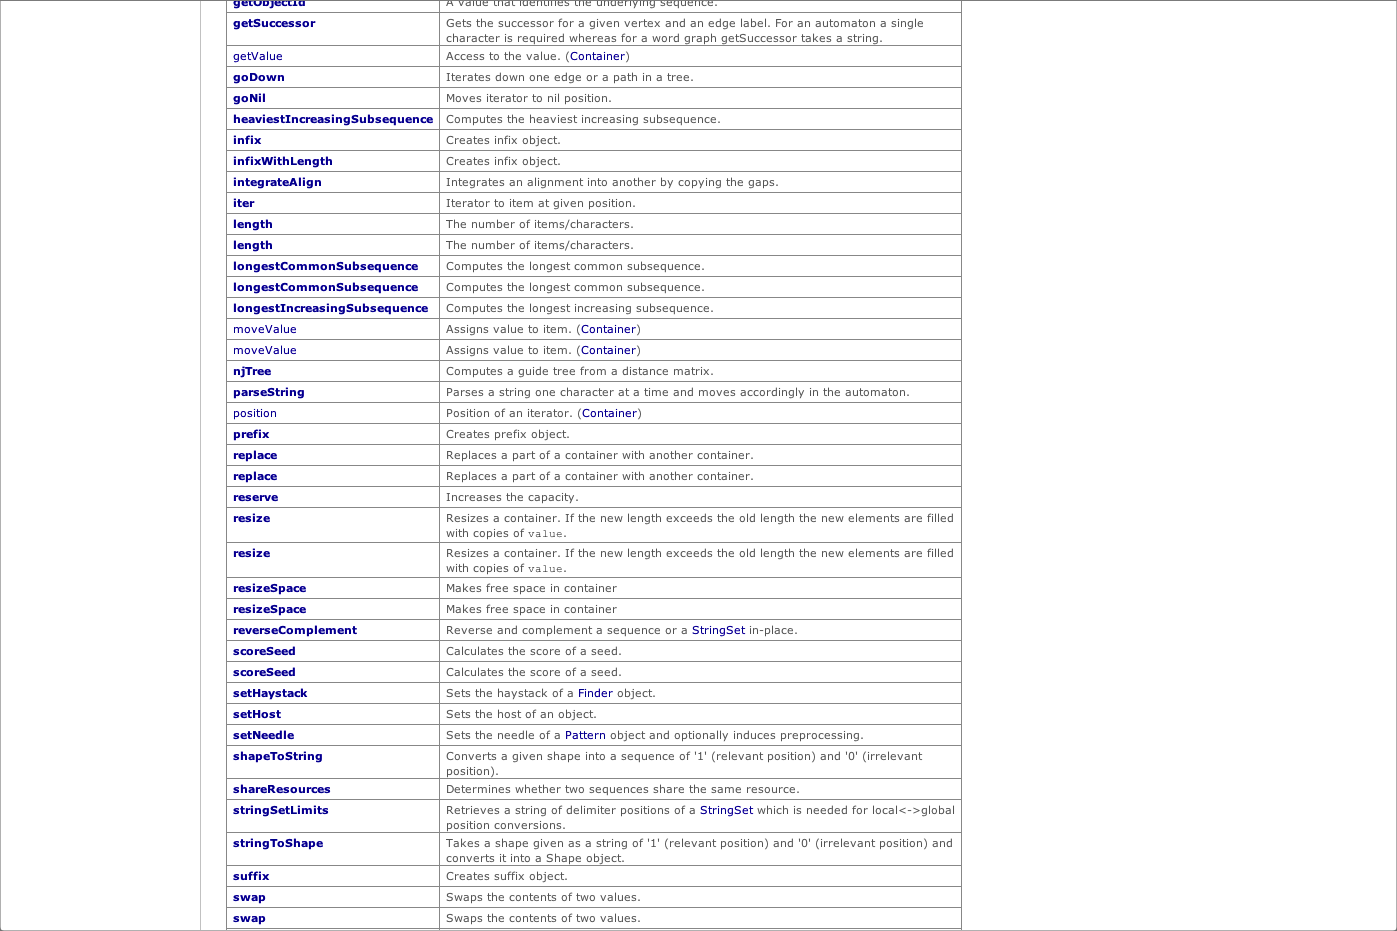 getObjectId A value that identifies the underlying sequence.
getSuccessor Gets the successor for a given vertex and an edge label. For an automaton a single
character is required whereas for a word graph getSuccessor takes a string.
getValue Access to the value. (Container)
goDown Iterates down one edge or a path in a tree.
goNil Moves iterator to nil position.
heaviestIncreasingSubsequence Computes the heaviest increasing subsequence.
infix Creates infix object.
infixWithLength Creates infix object.
integrateAlign Integrates an alignment into another by copying the gaps.
iter Iterator to item at given position.
length The number of items/characters.
length The number of items/characters.
longestCommonSubsequence Computes the longest common subsequence.
longestCommonSubsequence Computes the longest common subsequence.
longestIncreasingSubsequence Computes the longest increasing subsequence.
moveValue Assigns value to item. (Container)
moveValue Assigns value to item. (Container)
njTree Computes a guide tree from a distance matrix.
parseString Parses a string one character at a time and moves accordingly in the automaton.
position Position of an iterator. (Container)
prefix Creates prefix object.
replace Replaces a part of a container with another container.
replace Replaces a part of a container with another container.
reserve Increases the capacity.
resize Resizes a container. If the new length exceeds the old length the new elements are filled
with copies of value.
resize Resizes a container. If the new length exceeds the old length the new elements are filled
with copies of value.
resizeSpace Makes free space in container
resizeSpace Makes free space in container
reverseComplement Reverse and complement a sequence or a StringSet in-place.
scoreSeed Calculates the score of a seed.
scoreSeed Calculates the score of a seed.
setHaystack Sets the haystack of a Finder object.
setHost Sets the host of an object.
setNeedle Sets the needle of a Pattern object and optionally induces preprocessing.
shapeToString Converts a given shape into a sequence of '1' (relevant position) and '0' (irrelevant
position).
shareResources Determines whether two sequences share the same resource.
stringSetLimits Retrieves a string of delimiter positions of a StringSet which is needed for local<->global
position conversions.
stringToShape Takes a shape given as a string of '1' (relevant position) and '0' (irrelevant position) and
converts it into a Shape object.
suffix Creates suffix object.
swap Swaps the contents of two values.
swap Swaps the contents of two values.